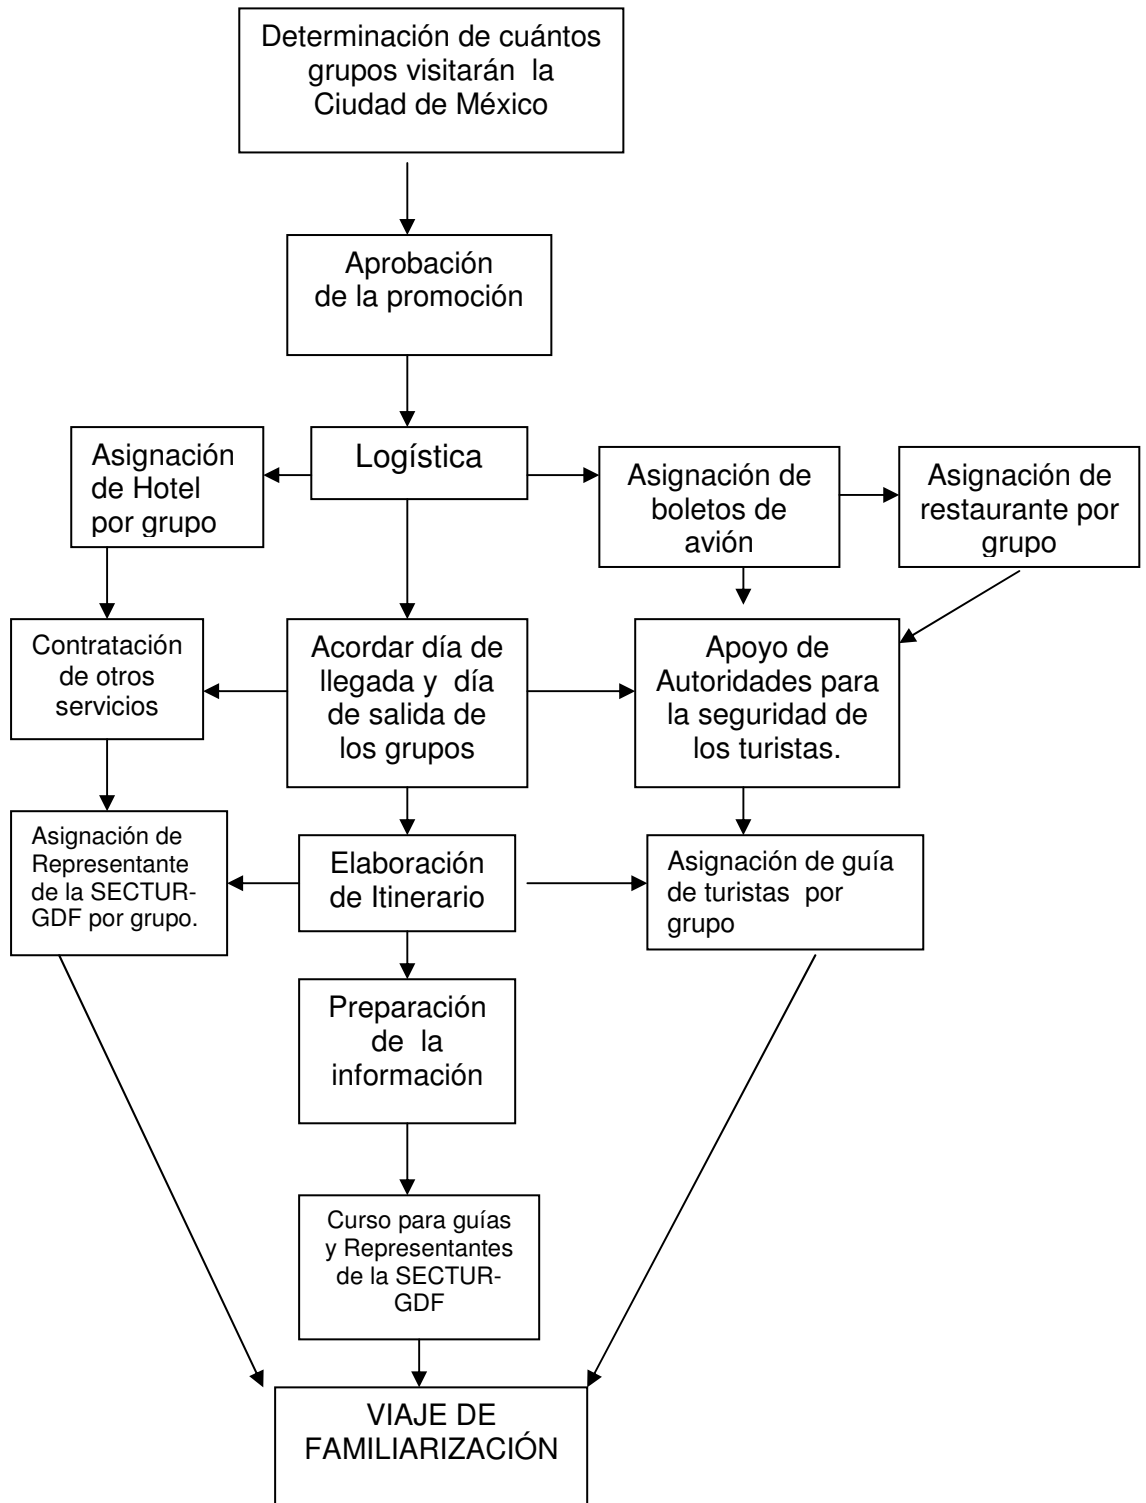 Determinación de cuántos
grupos visitarán la
Ciudad de México
Aprobación
de la promoción
Asignación
de Hotel
por grupo
Logística
Asignación de
boletos de
avión
Asignación de
restaurante por
grupo
Contratación
de otros
servicios
Acordar día de
llegada y día
de salida de
los grupos
Apoyo de
Autoridades para
la seguridad de
los turistas.
Asignación de
Representante
de la SECTUR-
GDF por grupo.
Elaboración
de Itinerario
Asignación de guía
de turistas por
grupo
Preparación
de la
información
Curso para guías
y Representantes
de la SECTUR-
GDF
VIAJE DE
FAMILIARIZACIÓN